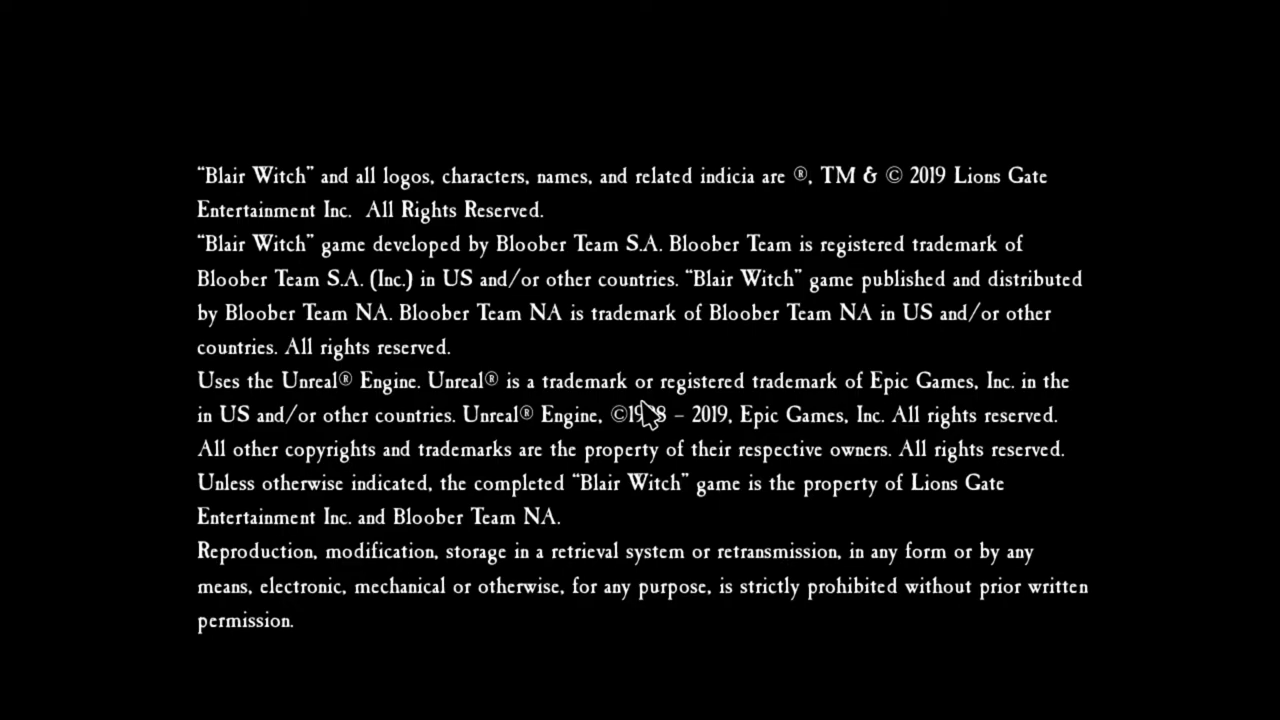 “Blair Witch” and all logos, characters, names, and related indicia are ®, TM & © 2019 Lions Gate
Entertainment Inc.  All Rights Reserved.
“Blair Witch” game developed by Bloober Team S.A. Bloober Team is registered trademark of
Bloober Team S.A. (Inc.) in US and/or other countries. “Blair Witch” game published and distributed
by Bloober Team NA. Bloober Team NA is trademark of Bloober Team NA in US and/or other
countries. All rights reserved.
Uses the Unreal® Engine. Unreal® is a trademark or registered trademark of Epic Games, Inc. in the
in US and/or other countries. Unreal® Engine, – 2019, Epic Games, Inc. All rights reserved.
All other copyrights and trademarks are the property of their respective owners. All rights reserved.
Unless otherwise indicated, the completed “Blair Witch” game is the property of Lions Gate
Entertainment Inc. and Bloober Team NA.
Reproduction, modification, storage in a retrieval system or retransmission, in any form or by any
means, electronic, mechanical or otherwise, for any purpose, is strictly prohibited without prior written
permission.